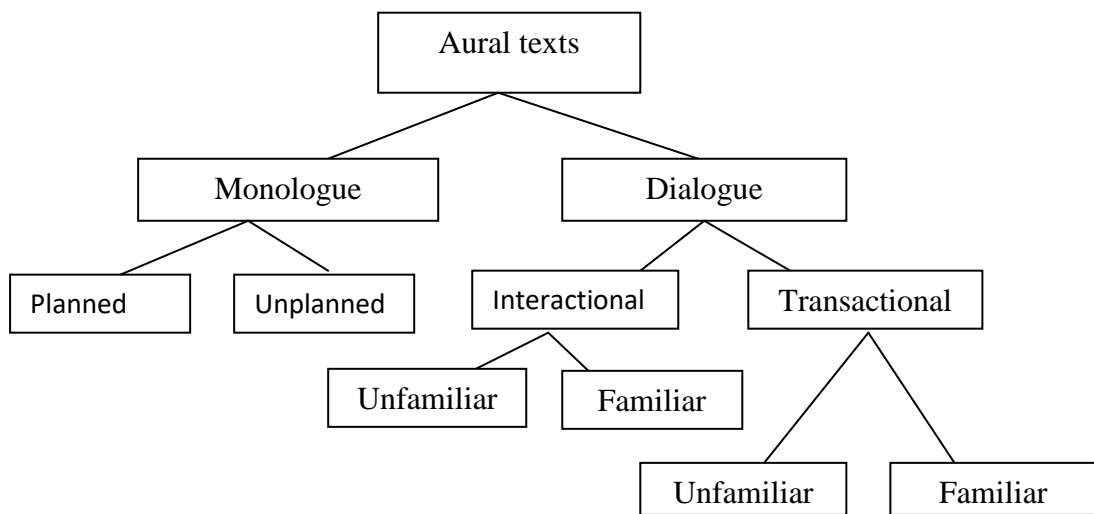 Aural texts
Monologue
Dialogue
Planned
Unplanned
Interactional
Transactional
Unfamiliar
Familiar
Unfamiliar
Familiar